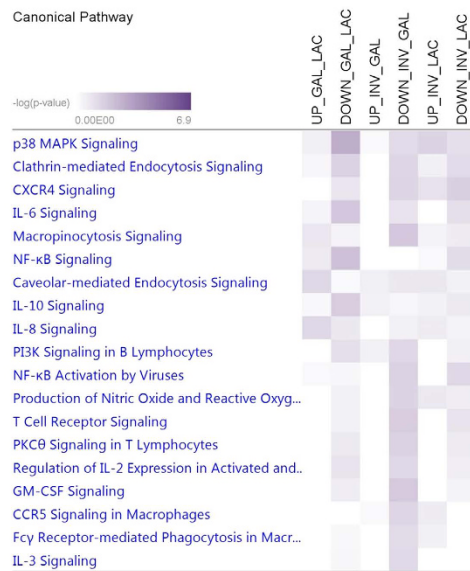 Canonical Pathway
UP_GAL_LAC
DOWN_GAL_LAC
UP_INV_GAL
DOWN_INV_GAL
UP_INV_LAC
DOWN_INV_LAC
-log(p-value)
0.00E00 6.9
p38 MAPK Signaling
Clathrin-mediated Endocytosis Signaling
CXCR4 Signaling
IL-6 Signaling
Macropinocytosis Signaling
NF-κB Signaling
Caveolar-mediated Endocytosis Signaling
IL-10 Signaling
IL-8 Signaling
PI3K Signaling in B Lymphocytes
NF-κB Activation by Viruses
Production of Nitric Oxide and Reactive Oxyg...
T Cell Receptor Signaling
PKCθ Signaling in T Lymphocytes
Regulation of IL-2 Expression in Activated and..
GM-CSF Signaling
CCR5 Signaling in Macrophages
Fcγ Receptor-mediated Phagocytosis in Macr...
IL-3 Signaling